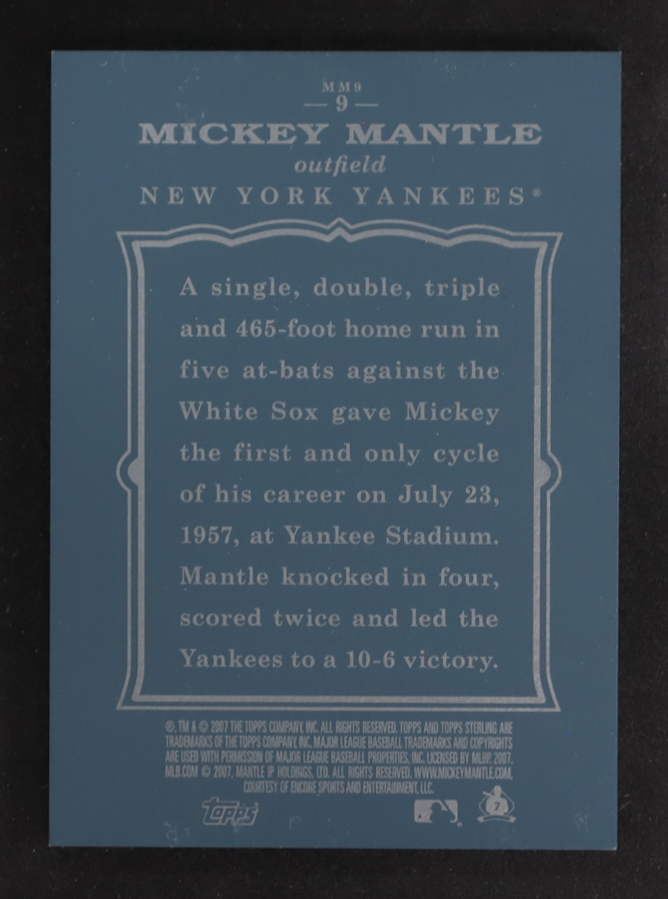 MM9
— 9 —
MICKEY MANTLE
outfield
NEW YORK YANKEES®
A single, double, triple
and 465-foot home run in
five at-bats against the
White Sox gave Mickey
the first and only cycle
of his career on July 23,
1957, at Yankee Stadium.
Mantle knocked in four,
scored twice and led the
Yankees to a 10-6 victory.
®, TM & © 2007 THE TOPPS COMPANY, INC. ALL RIGHTS RESERVED. TOPPS AND TOPPS STERLING ARE
TRADEMARKS OF THE TOPPS COMPANY, INC. MAJOR LEAGUE BASEBALL TRADEMARKS AND COPYRIGHTS
ARE USED WITH PERMISSION OF MAJOR LEAGUE BASEBALL PROPERTIES, INC. LICENSED BY MLBP, 2007.
MLB.COM © 2007, MANTLE IP HOLDINGS, LTD. ALL RIGHTS RESERVED. WWW.MICKEYMANTLE.COM.
COURTESY OF ENCORE SPORTS AND ENTERTAINMENT, LLC.
topps
7